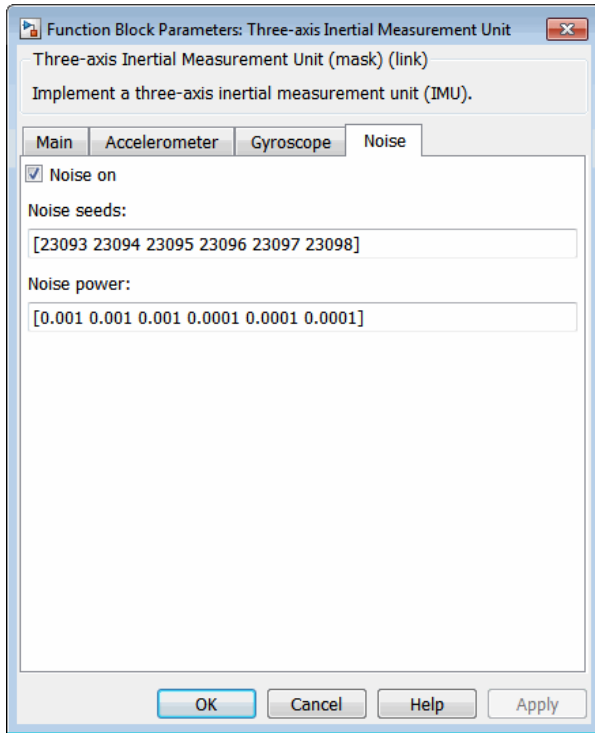 Function Block Parameters: Three-axis Inertial Measurement Unit
Three-axis Inertial Measurement Unit (mask) (link)
Implement a three-axis inertial measurement unit (IMU).
Main Accelerometer Gyroscope Noise
Noise on
Noise seeds:
[23093 23094 23095 23096 23097 23098]
Noise power:
[0.001 0.001 0.001 0.0001 0.0001 0.0001]
OK Cancel Help Apply